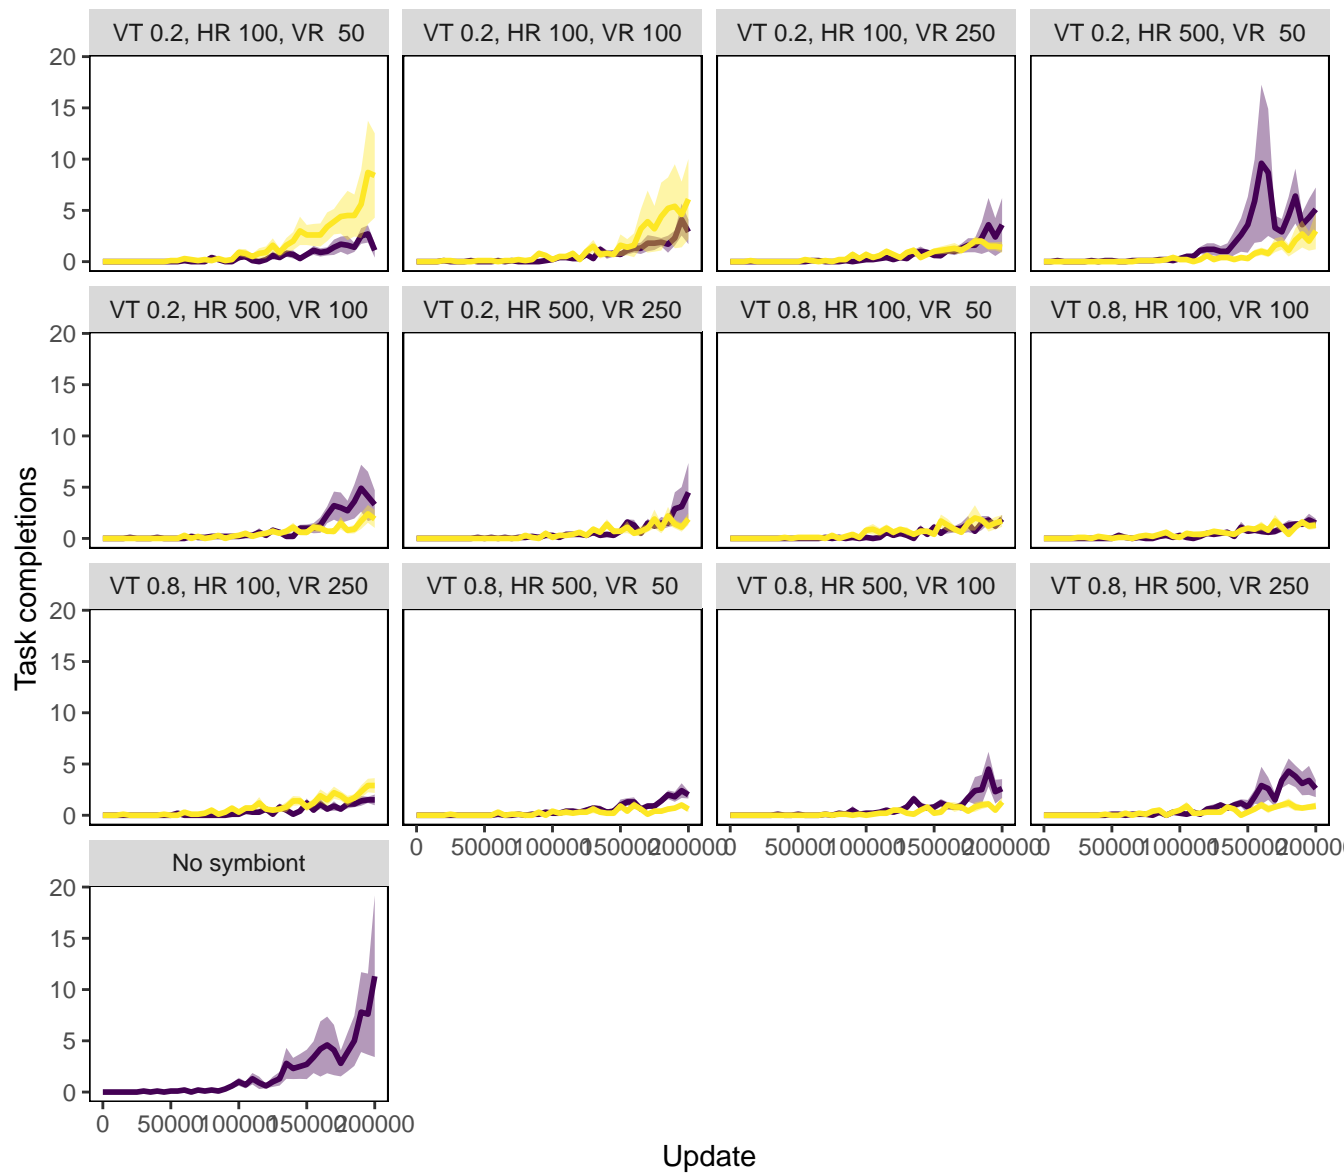 VT 0.2, HR 100, VR  50
VT 0.2, HR 100, VR 100
VT 0.2, HR 100, VR 250
VT 0.2, HR 500, VR  50
20
15
10
5
0
VT 0.2, HR 500, VR 100
VT 0.2, HR 500, VR 250
VT 0.8, HR 100, VR  50
VT 0.8, HR 100, VR 100
20
15
10
5
0
Task completions
VT 0.8, HR 100, VR 250
VT 0.8, HR 500, VR  50
VT 0.8, HR 500, VR 100
VT 0.8, HR 500, VR 250
20
15
10
5
0
0 50000 100000 150000 200000
0 50000 100000 150000 200000
0 50000 100000 150000 20000
No symbiont
20
15
10
5
0
0 50000 100000 150000 200000
Update